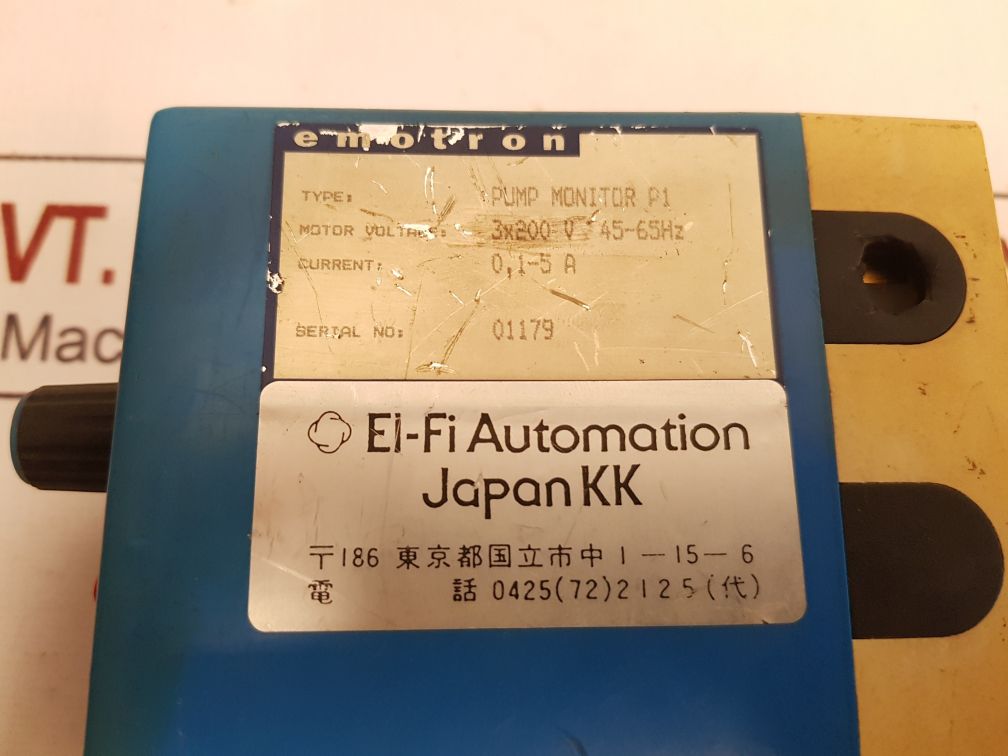 emotron
TYPE: PUMP MONITOR P1
MOTOR VOLTAGE: 3x200 V 45-65Hz
CURRENT: 0,1-5 A
SERIAL NO: 01179
VT.
Mac
El-Fi Automation
Japan KK
〒186 東京都国立市中1-15-6
電 話 0425(72)2125(代)